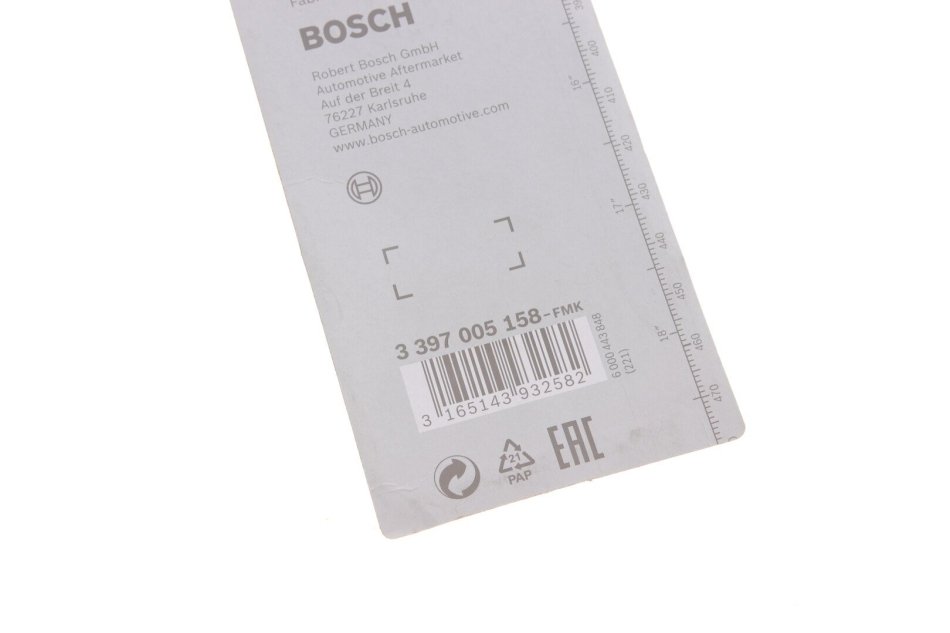 BOSCH
Robert Bosch GmbH
Automotive Aftermarket
Auf der Breit 4
76227 Karlsruhe
GERMANY
www.bosch-automotive.com
3 397 005 158-FMK
3 165143 932582
6 000 443 848
(221)
21
PAP
EAC
400
16"
410
420
430
17"
440
450
18"
460
470